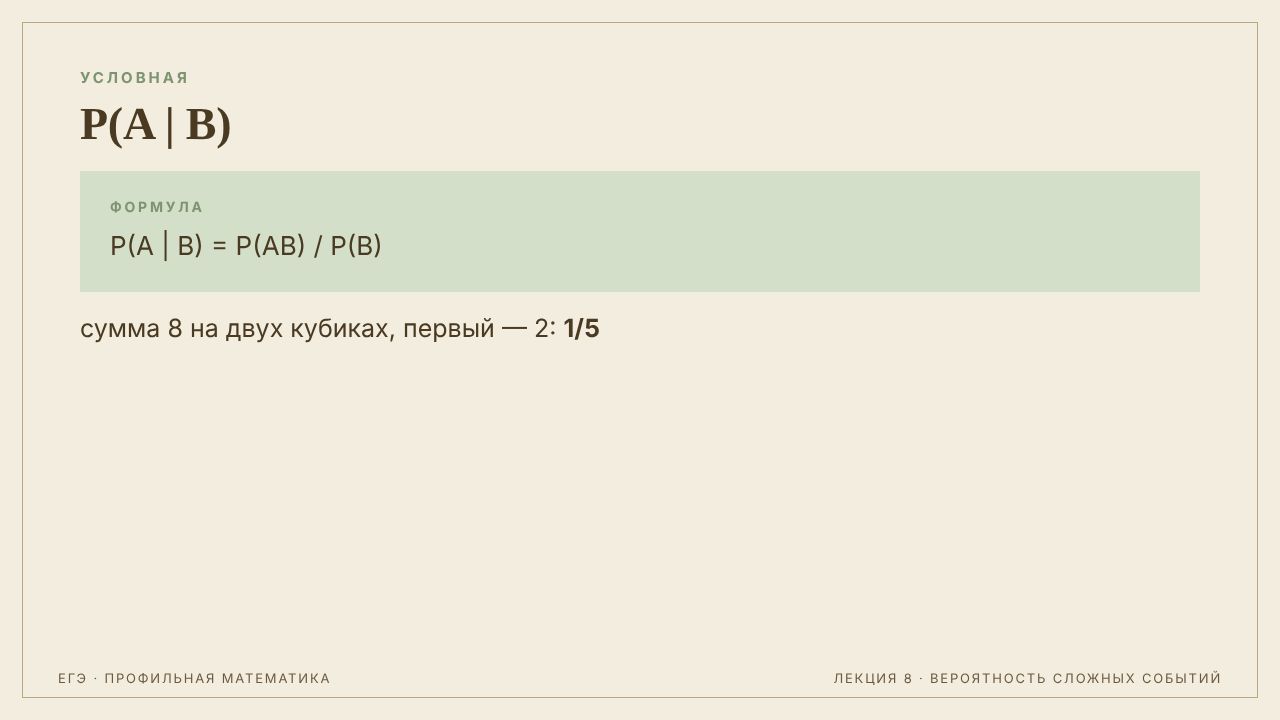 УСЛОВНАЯ
P(A | B)
ФОРМУЛА
P(A | B) = P(AB) / P(B)
сумма 8 на двух кубиках, первый — 2: 1/5
ЕГЭ · ПРОФИЛЬНАЯ МАТЕМАТИКА
ЛЕКЦИЯ 8 · ВЕРОЯТНОСТЬ СЛОЖНЫХ СОБЫТИЙ